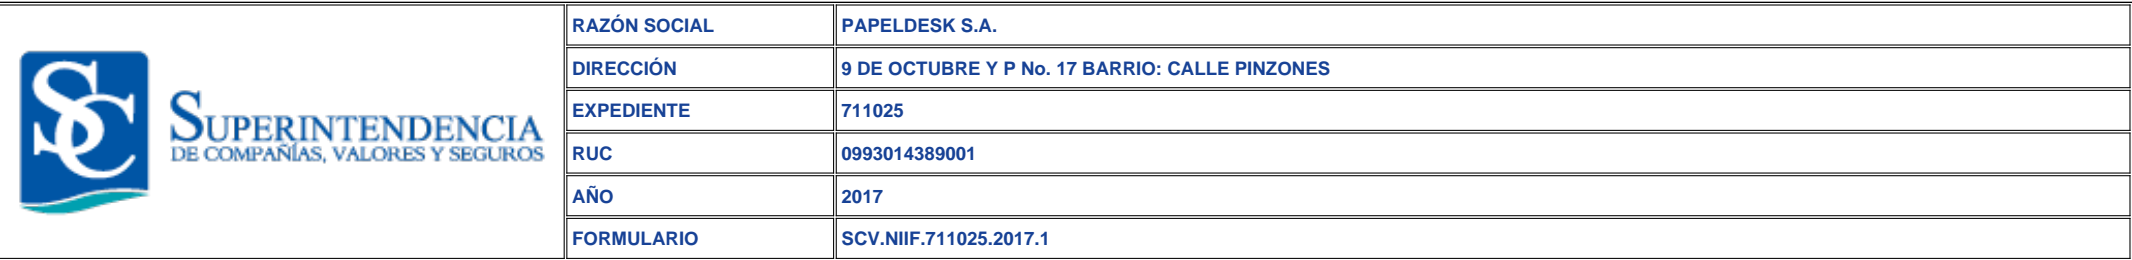 SC
SUPERINTENDENCIA
DE COMPAÑÍAS, VALORES Y SEGUROS
RAZÓN SOCIAL PAPELDESK S.A.
DIRECCIÓN 9 DE OCTUBRE Y P No. 17 BARRIO: CALLE PINZONES
EXPEDIENTE 711025
RUC 0993014389001
AÑO 2017
FORMULARIO SCV.NIIF.711025.2017.1